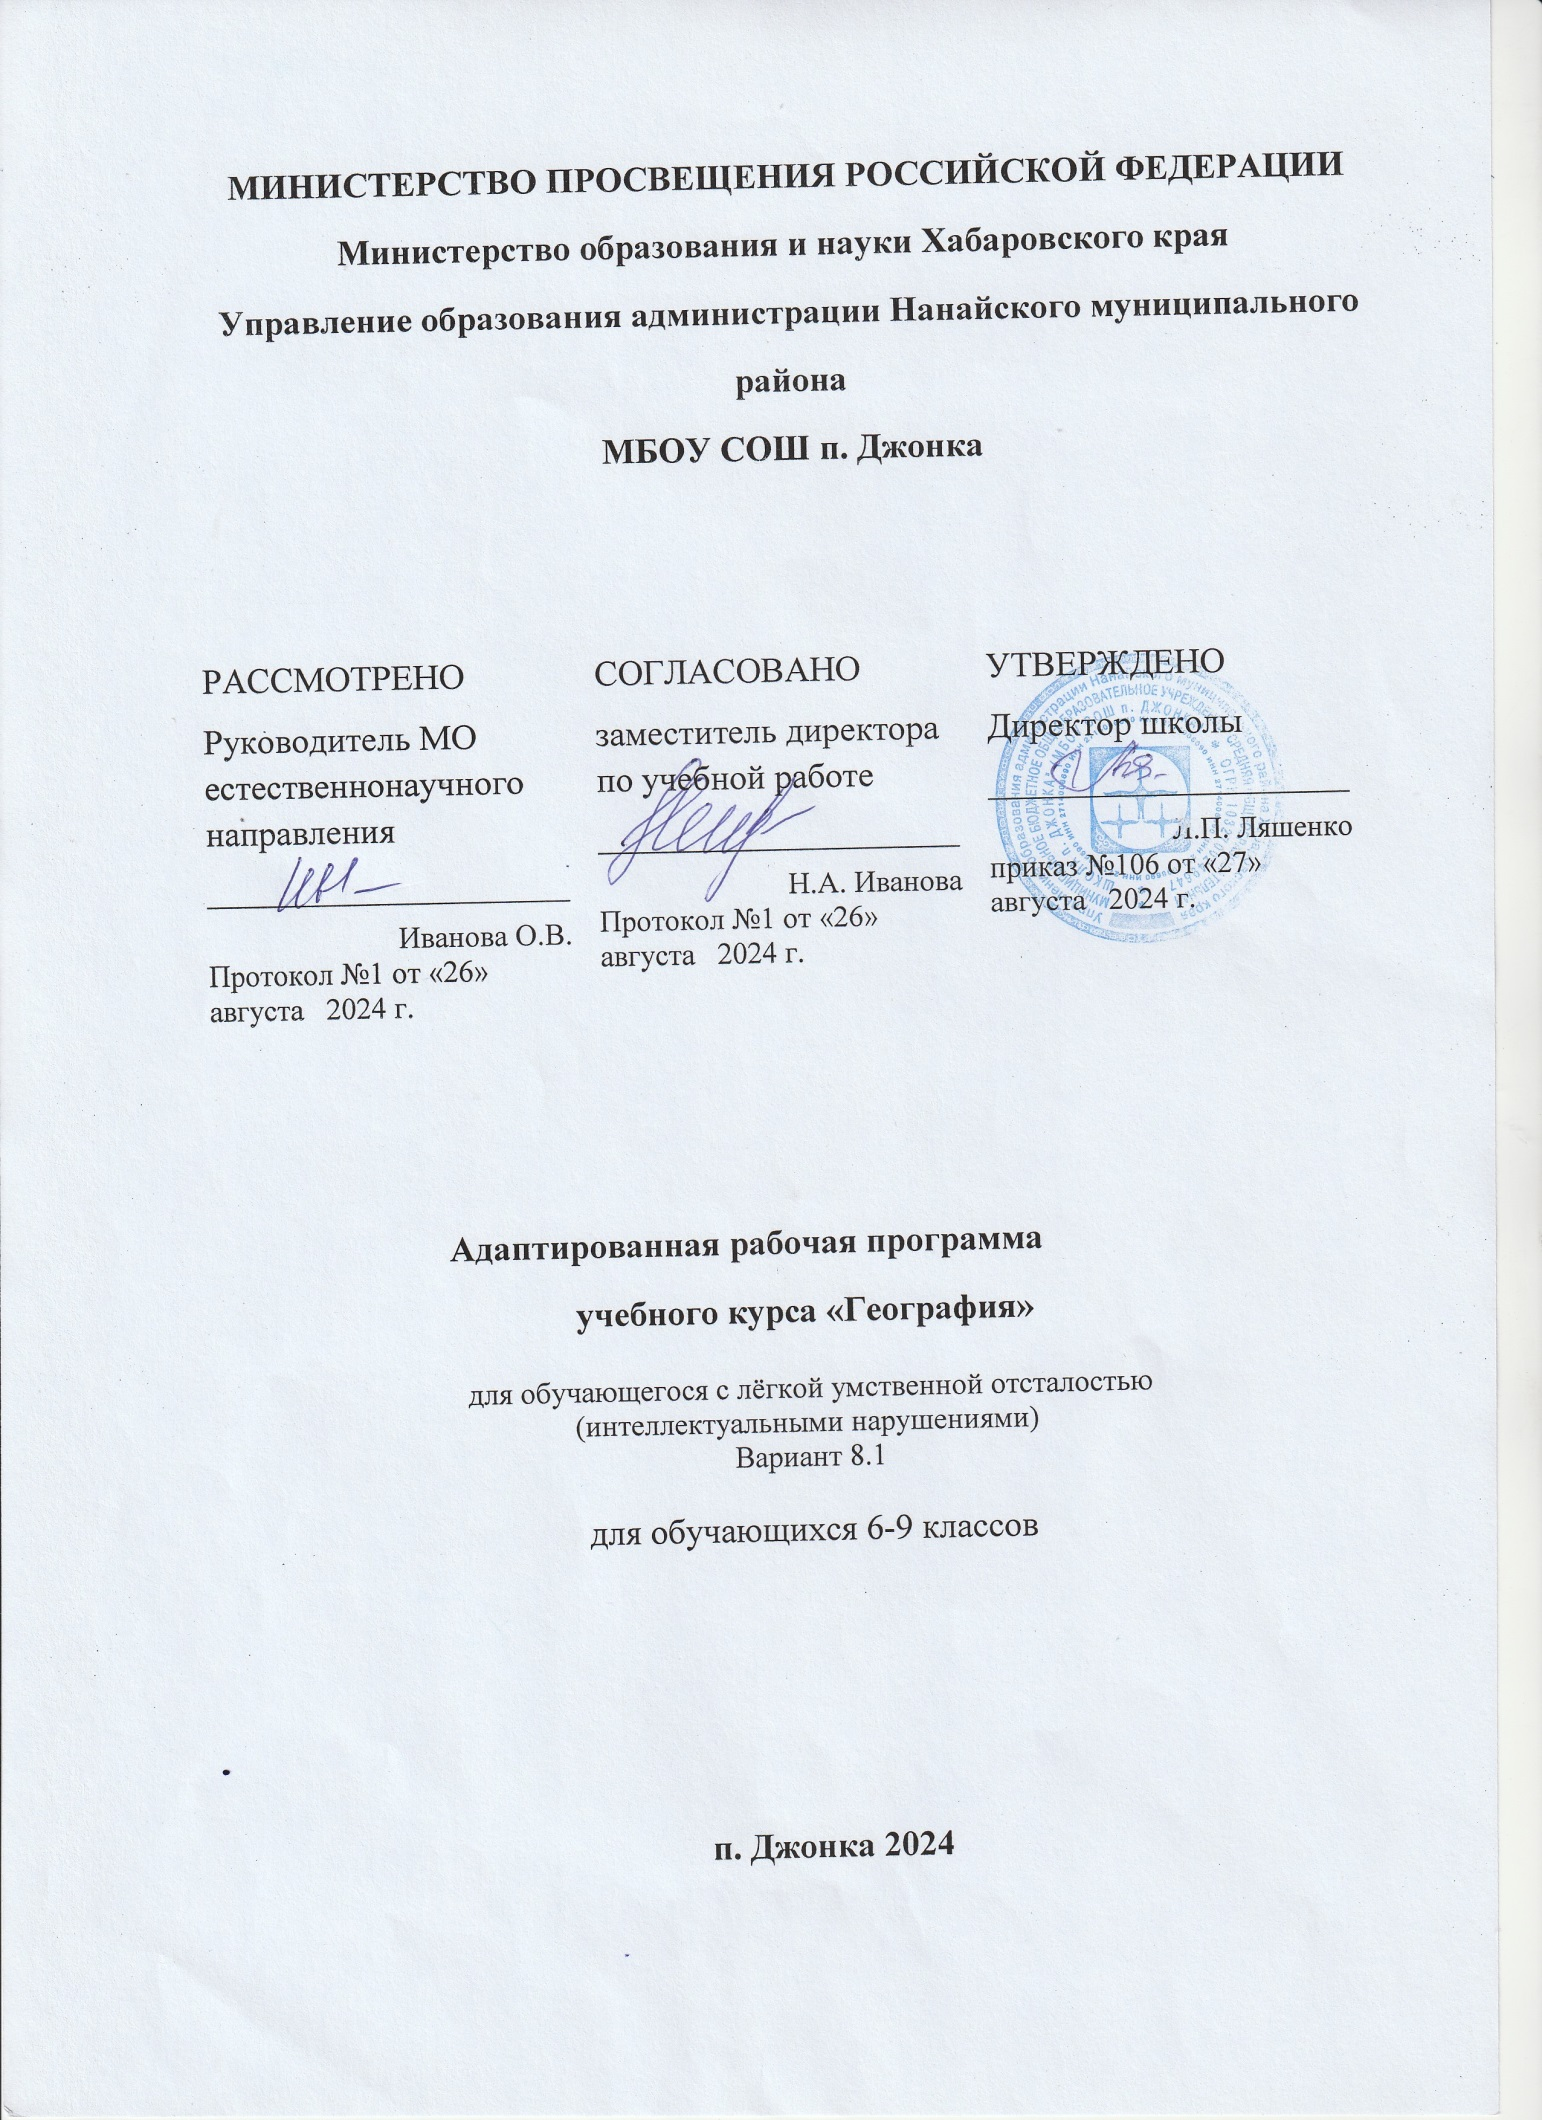 МИНИСТЕРСТВО ПРОСВЕЩЕНИЯ РОССИЙСКОЙ ФЕДЕРАЦИИ
Министерство образования и науки Хабаровского края
Управление образования администрации Нанайского муниципального
района
МБОУ СОШ п. Джонка
РАССМОТРЕНО
Руководитель МО
естественнонаучного
направления
Иванова О.В.
Протокол №1 от «26»
августа 2024 г.
СОГЛАСОВАНО
заместитель директора
по учебной работе
Н.А. Иванова
Протокол №1 от «26»
августа 2024 г.
УТВЕРЖДЕНО
Директор школы
Л.П. Ляшенко
приказ №106 от «27»
августа 2024 г.
Адаптированная рабочая программа
учебного курса «География»
для обучающегося с лёгкой умственной отсталостью
(интеллектуальными нарушениями)
Вариант 8.1
для обучающихся 6-9 классов
п. Джонка 2024